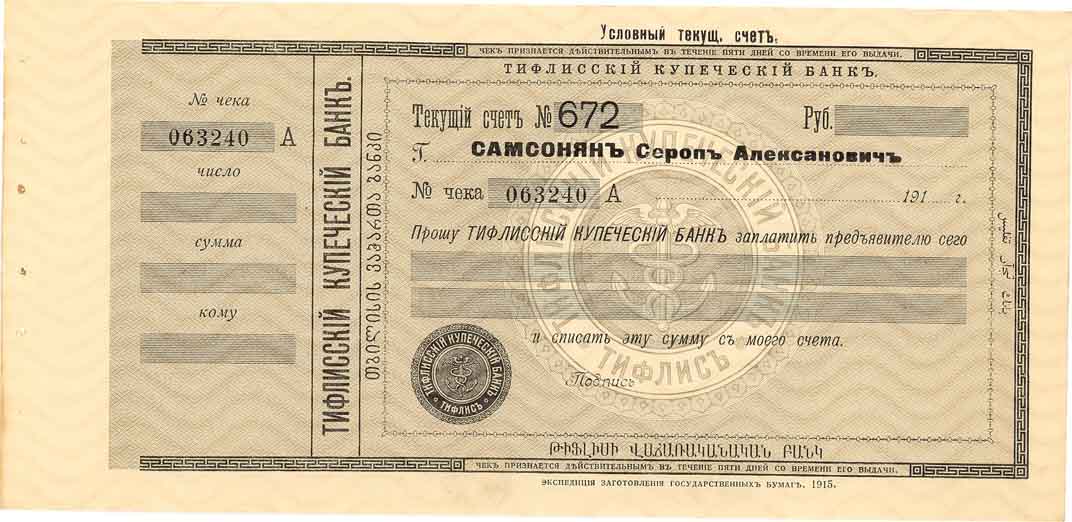 Условный текущ. счетъ.
ЧЕКЪ ПРИЗНАЕТСЯ ДѢЙСТВИТЕЛЬНЫМЪ ВЪ ТЕЧЕНІЕ ПЯТИ ДНЕЙ СО ВРЕМЕНИ ЕГО ВЫДАЧИ.
ТИФЛИССКІЙ КУПЕЧЕСКІЙ БАНКЪ.
№ чека
063240 А
число
сумма
кому
ТИФЛИССКІЙ КУПЕЧЕСКІЙ БАНКЪ.
Текущій счетъ № 672 Руб.
Г. САМСОНЯНЪ Серопъ Алексановичъ
№ чека 063240 А 191 г.
Прошу ТИФЛИССКІЙ КУПЕЧЕСКІЙ БАНКЪ заплатить предъявителю сего
и списать эту сумму съ моего счета.
Подпись
ТИФЛИССКІЙ КУПЕЧЕСКІЙ БАНКЪ
ТИФЛИСЪ
ТИФЛИССКІЙ КУПЕЧЕСКІЙ БАНКЪ
ТИФЛИСЪ
ԹԻՖԼԻՍԻ ՎԱՃԱՌԱԿԱՆԱԿԱՆ ԲԱՆԿ
ЧЕКЪ ПРИЗНАЕТСЯ ДѢЙСТВИТЕЛЬНЫМЪ ВЪ ТЕЧЕНІЕ ПЯТИ ДНЕЙ СО ВРЕМЕНИ ЕГО ВЫДАЧИ.
ЭКСПЕДИЦІЯ ЗАГОТОВЛЕНІЯ ГОСУДАРСТВЕННЫХЪ БУМАГЪ, 1915.